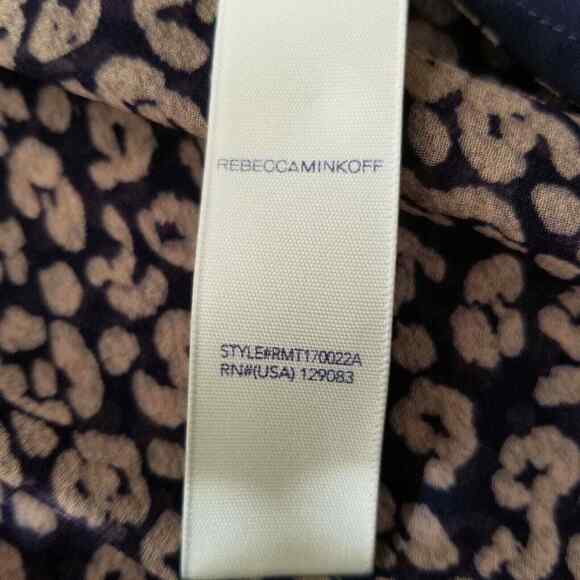 REBECCAMINKOFF
STYLE#RMT170022A
RN#(USA) 129083